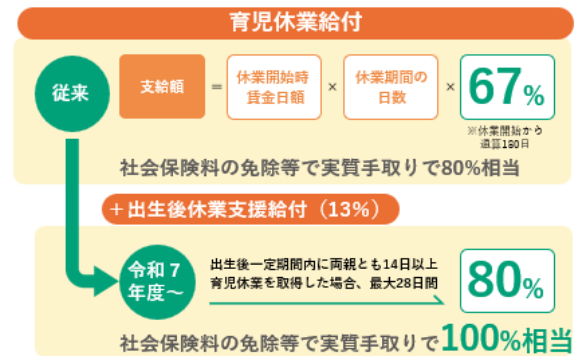 育児休業給付
従来
支給額 = 休業開始時賃金日額 × 休業期間の日数 × 67%
※休業開始から
通算180日
社会保険料の免除等で実質手取りで80%相当
+出生後休業支援給付（13%）
令和7
年度～
出生後一定期間内に両親とも14日以上
育児休業を取得した場合、最大28日間
80%
社会保険料の免除等で実質手取りで100%相当